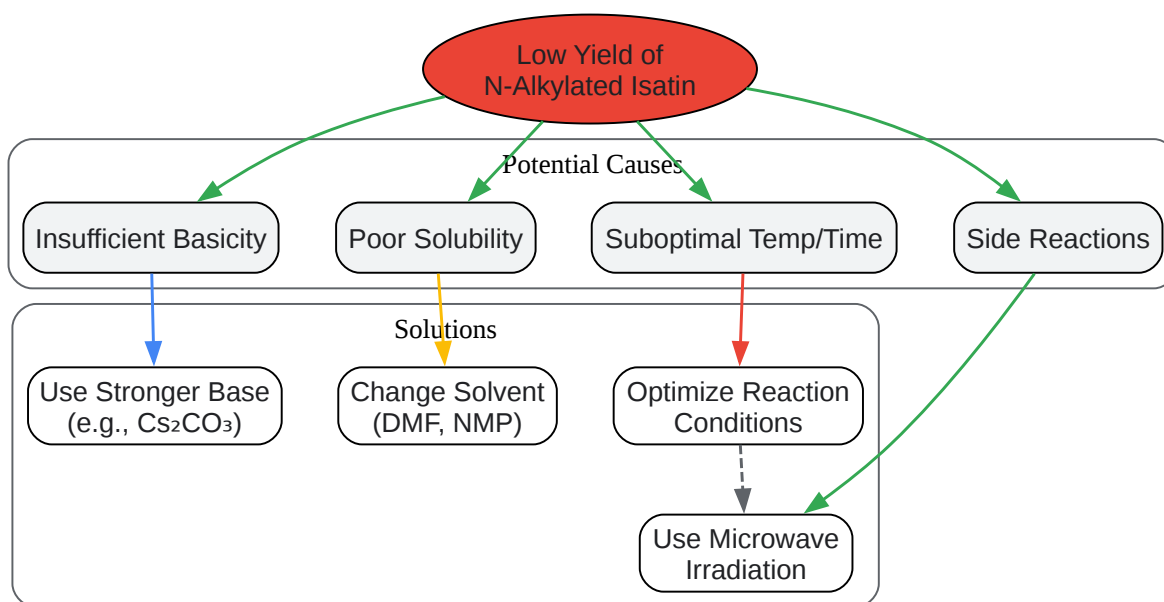 Low Yield of
N-Alkylated Isatin
Potential Causes
Insufficient Basicity
Poor Solubility
Suboptimal Temp/Time
Side Reactions
Solutions
Use Stronger Base
(e.g., Cs₂CO₃)
Change Solvent
(DMF, NMP)
Optimize Reaction
Conditions
Use Microwave
Irradiation